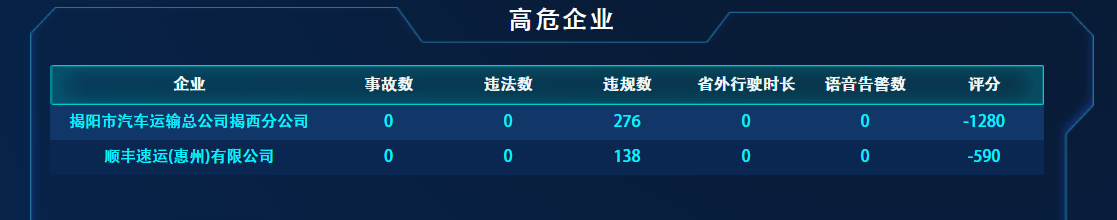 高危企业
企业 事故数 违法数 违规数 省外行驶时长 语音告警数 评分
揭阳市汽车运输总公司揭西分公司 0 0 276 0 0 -1280
顺丰速运(惠州)有限公司 0 0 138 0 0 -590